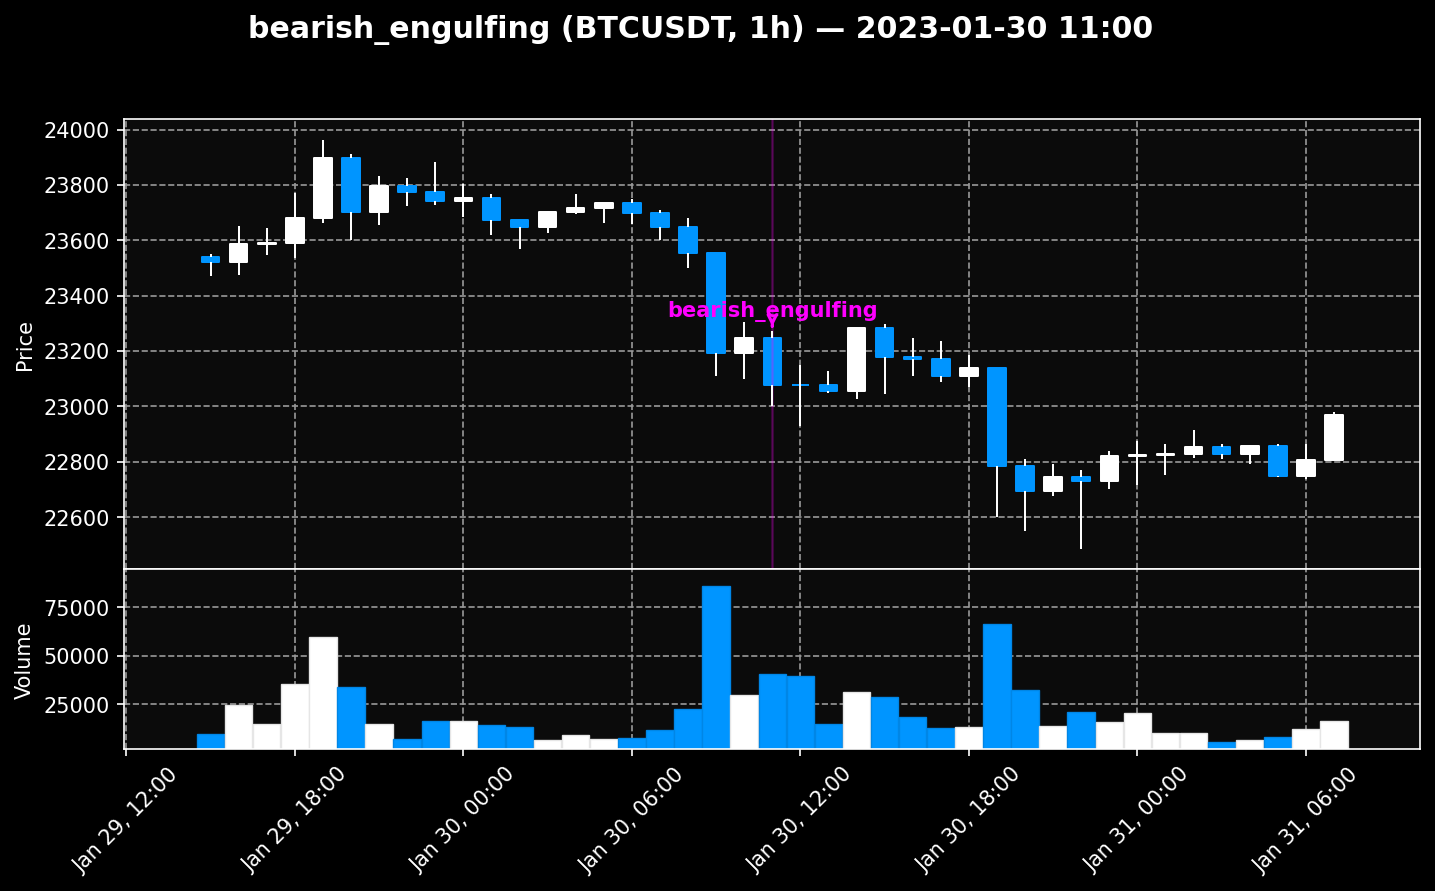 bearish_engulfing (BTCUSDT, 1h) — 2023-01-30 11:00
24000
23800
23600
23400
23200
23000
22800
22600
Price
bearish_engulfing
75000
50000
25000
Volume
Jan 29, 12:00
Jan 29, 18:00
Jan 30, 00:00
Jan 30, 06:00
Jan 30, 12:00
Jan 30, 18:00
Jan 31, 00:00
Jan 31, 06:00